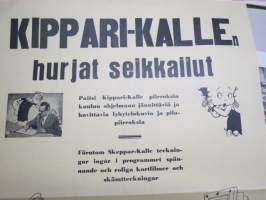 KIPPARI-KALLEn
hurjat seikkailut
Paitsi Kippari-Kalle piirroksia
kuuluu ohjelmaan jännittäviä ja
huvittavia lyhytelokuvia ja pila-
piirroksia
Förutom Skeppar-Kalle teckning-
ar ingår i programmet spän-
nande och roliga kortfilmer och
skämtteckningar